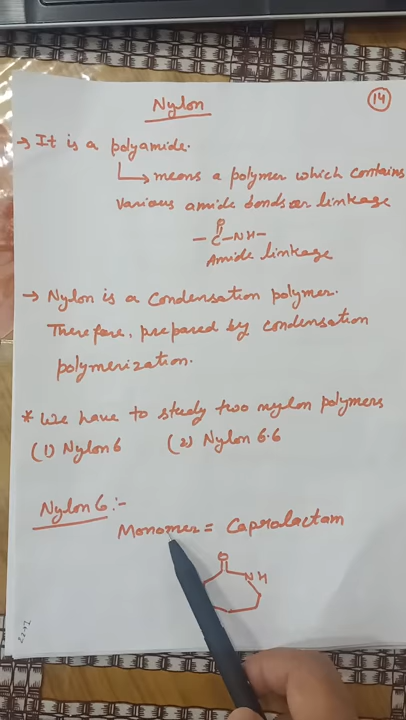 Nylon
14
→ It is a polyamide.
↳ means a polymer which contains
various amide bonds or linkage
O
- C - NH -
Amide linkage
→ Nylon is a condensation polymer.
Therefore, prepared by condensation
polymerization.
* We have to study two nylon polymers
(1) Nylon 6 (2) Nylon 6.6
Nylon 6 :-
Monomer = Caprolactam
O
NH